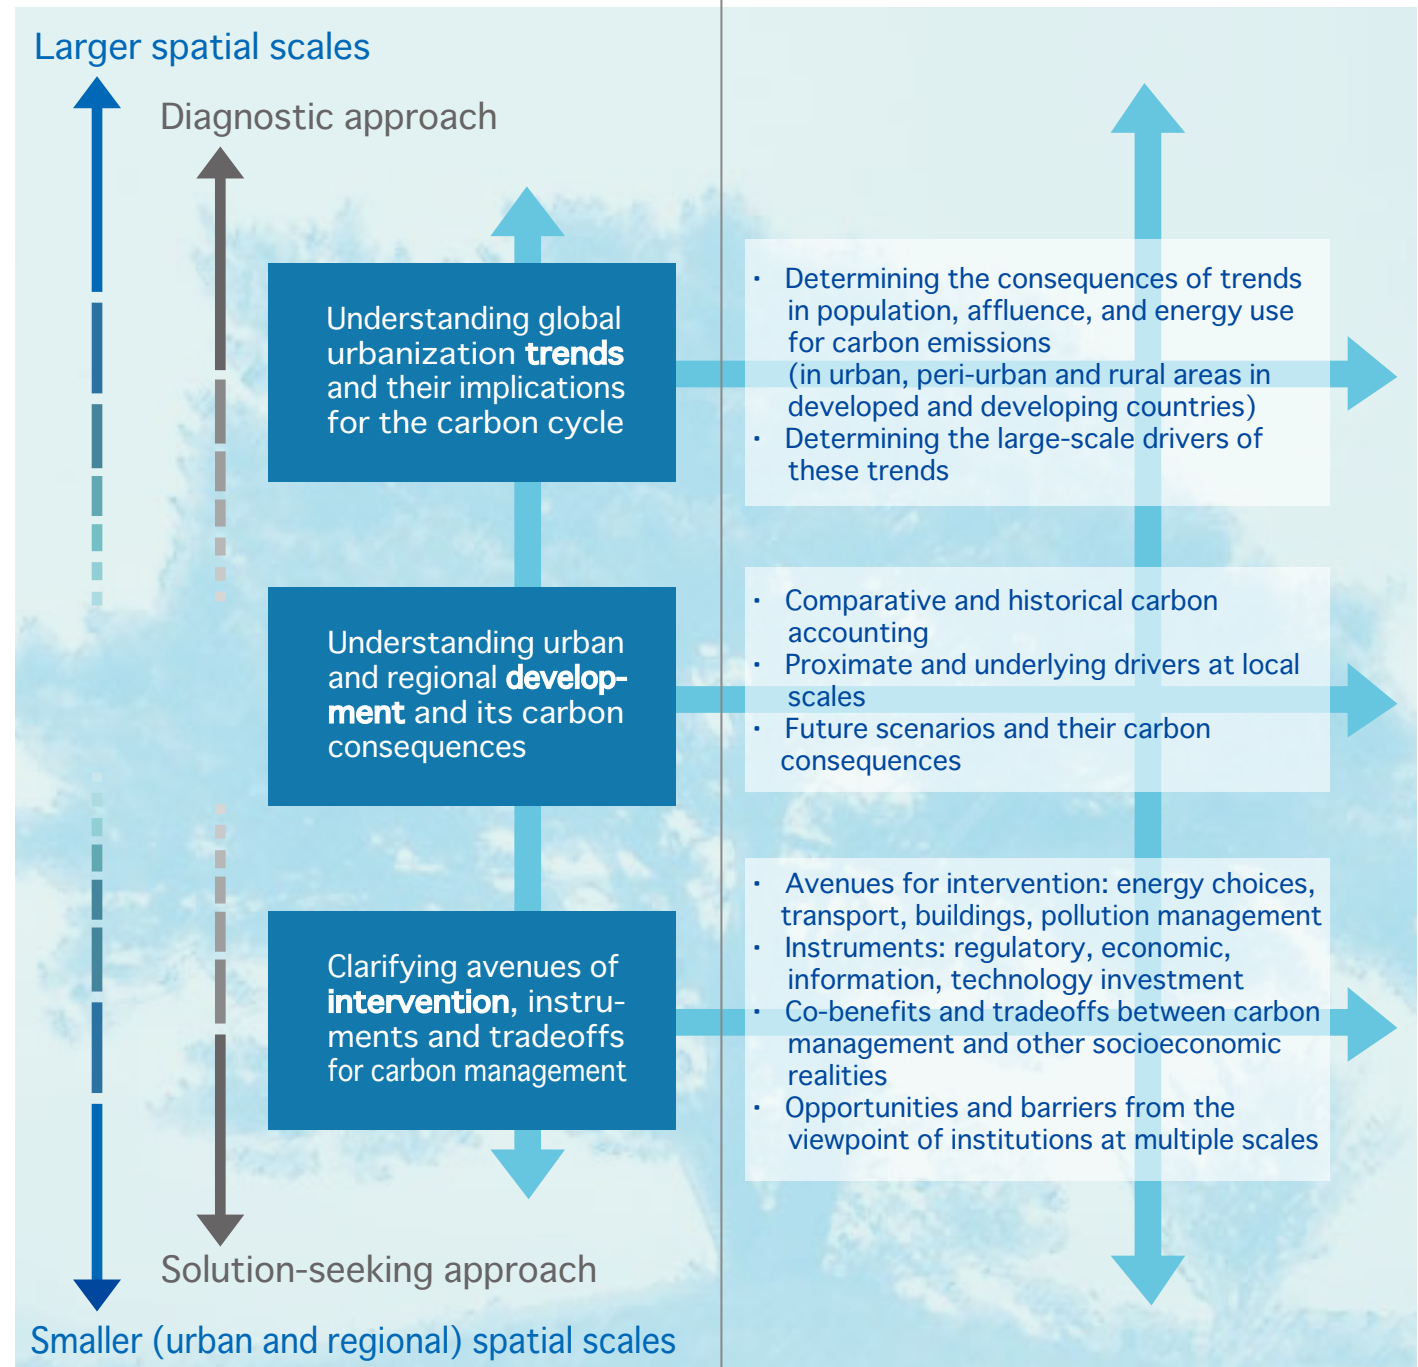 Larger spatial scales
Diagnostic approach
Understanding global
urbanization trends
and their implications
for the carbon cycle
· Determining the consequences of trends
in population, affluence, and energy use
for carbon emissions
(in urban, peri-urban and rural areas in
developed and developing countries)
· Determining the large-scale drivers of
these trends
Understanding urban
and regional develop-
ment and its carbon
consequences
· Comparative and historical carbon
accounting
· Proximate and underlying drivers at local
scales
· Future scenarios and their carbon
consequences
Clarifying avenues of
intervention, instru-
ments and tradeoffs
for carbon management
· Avenues for intervention: energy choices,
transport, buildings, pollution management
· Instruments: regulatory, economic,
information, technology investment
· Co-benefits and tradeoffs between carbon
management and other socioeconomic
realities
· Opportunities and barriers from the
viewpoint of institutions at multiple scales
Solution-seeking approach
Smaller (urban and regional) spatial scales